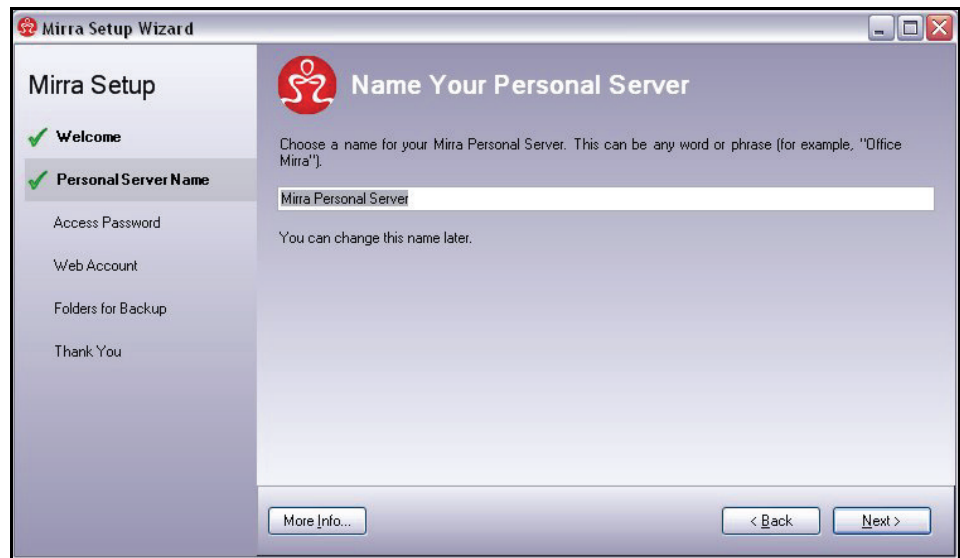 Mirra Setup Wizard
Mirra Setup
Welcome
Personal Server Name
Access Password
Web Account
Folders for Backup
Thank You
Name Your Personal Server
Choose a name for your Mirra Personal Server. This can be any word or phrase (for example, "Office
Mirra").
Mirra Personal Server
You can change this name later.
More Info...
< Back
Next >